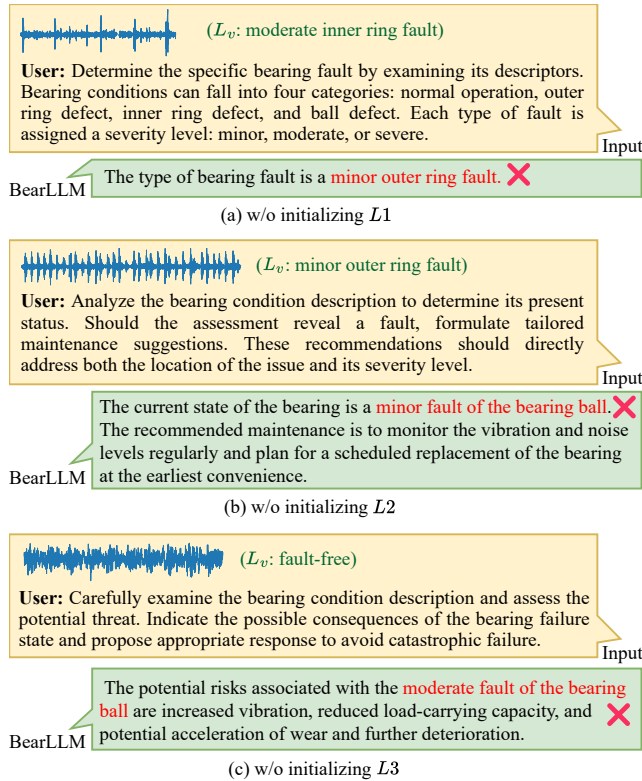 (Lv: moderate inner ring fault)
User: Determine the specific bearing fault by examining its descriptors.
Bearing conditions can fall into four categories: normal operation, outer
ring defect, inner ring defect, and ball defect. Each type of fault is
assigned a severity level: minor, moderate, or severe.
Input
The type of bearing fault is a minor outer ring fault.
BearLLM
(a) w/o initializing L1
(Lv: minor outer ring fault)
User: Analyze the bearing condition description to determine its present
status. Should the assessment reveal a fault, formulate tailored
maintenance suggestions. These recommendations should directly
address both the location of the issue and its severity level.
Input
The current state of the bearing is a minor fault of the bearing ball.
The recommended maintenance is to monitor the vibration and noise
levels regularly and plan for a scheduled replacement of the bearing
at the earliest convenience.
BearLLM
(b) w/o initializing L2
(Lv: fault-free)
User: Carefully examine the bearing condition description and assess the
potential threat. Indicate the possible consequences of the bearing failure
state and propose appropriate response to avoid catastrophic failure.
Input
The potential risks associated with the moderate fault of the bearing
ball are increased vibration, reduced load-carrying capacity, and
potential acceleration of wear and further deterioration.
BearLLM
(c) w/o initializing L3